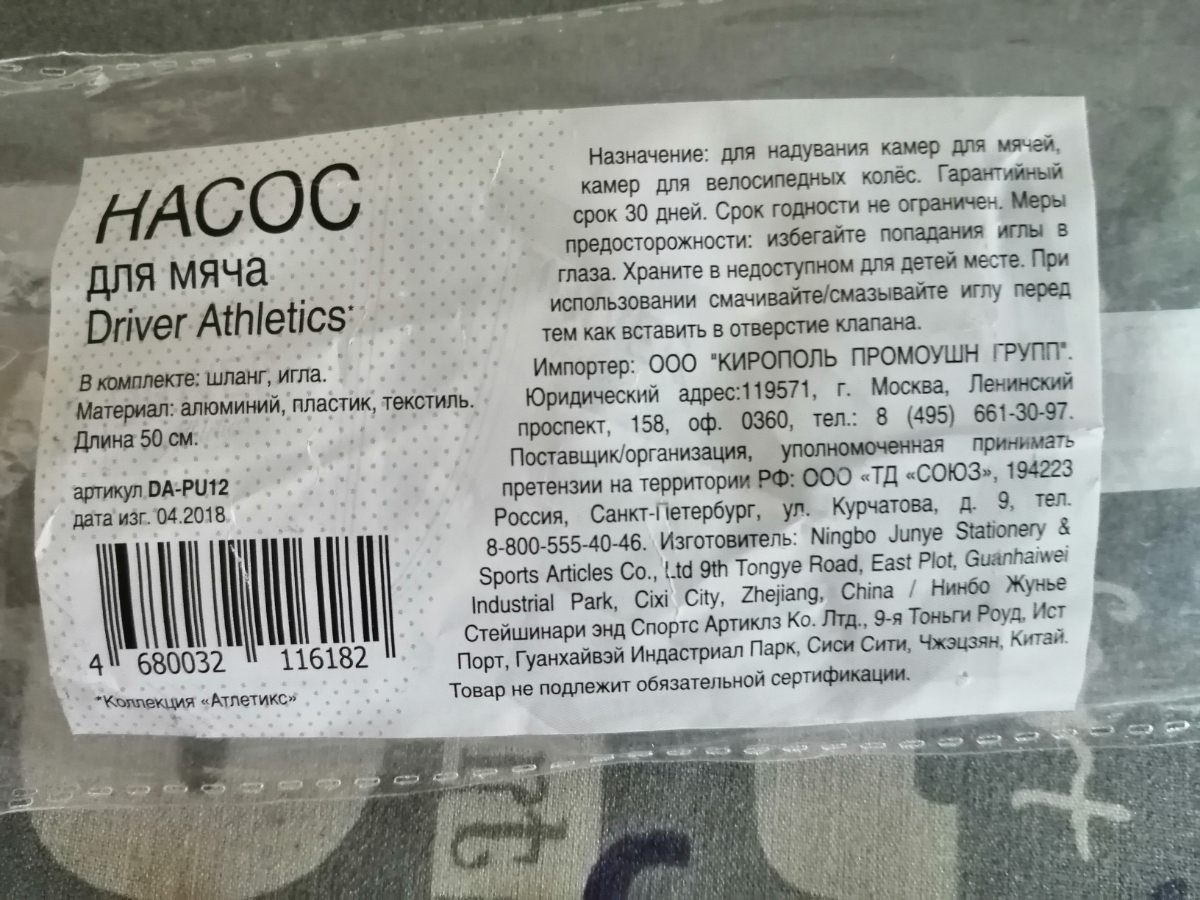 НАСОС
для мяча
Driver Athletics*
В комплекте: шланг, игла.
Материал: алюминий, пластик, текстиль.
Длина 50 см.
артикул DA-PU12
дата изг. 04.2018
4 680032 116182
*Коллекция «Атлетикс»
Назначение: для надувания камер для мячей,
камер для велосипедных колёс. Гарантийный
срок 30 дней. Срок годности не ограничен. Меры
предосторожности: избегайте попадания иглы в
глаза. Храните в недоступном для детей месте. При
использовании смачивайте/смазывайте иглу перед
тем как вставить в отверстие клапана.
Импортер: ООО "КИРОПОЛЬ ПРОМОУШН ГРУПП".
Юридический адрес:119571, г. Москва, Ленинский
проспект, 158, оф. 0360, тел.: 8 (495) 661-30-97.
Поставщик/организация, уполномоченная принимать
претензии на территории РФ: ООО «ТД «СОЮЗ», 194223
Россия, Санкт-Петербург, ул. Курчатова, д. 9, тел.
8-800-555-40-46. Изготовитель: Ningbo Junye Stationery &
Sports Articles Co., Ltd 9th Tongye Road, East Plot, Guanhaiwei
Industrial Park, Cixi City, Zhejiang, China / Нинбо Жунье
Стейшинари энд Спортс Артиклз Ко. Лтд., 9-я Тоньги Роуд, Ист
Порт, Гуанхайвэй Индастриал Парк, Сиси Сити, Чжэцзян, Китай.
Товар не подлежит обязательной сертификации.